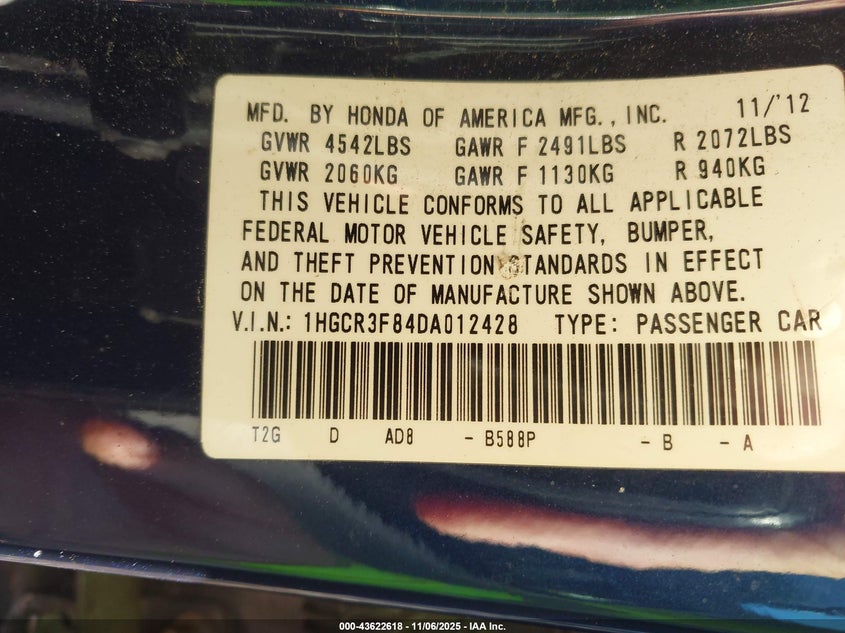 MFD. BY HONDA OF AMERICA MFG., INC. 11/'12
GVWR 4542LBS GAWR F 2491LBS R 2072LBS
GVWR 2060KG GAWR F 1130KG R 940KG
THIS VEHICLE CONFORMS TO ALL APPLICABLE
FEDERAL MOTOR VEHICLE SAFETY, BUMPER,
AND THEFT PREVENTION STANDARDS IN EFFECT
ON THE DATE OF MANUFACTURE SHOWN ABOVE.
V.I.N.: 1HGCR3F84DA012428 TYPE: PASSENGER CAR
T2G D AD8 - B588P - B - A
000-43622618 - 11/06/2025 - IAA Inc.